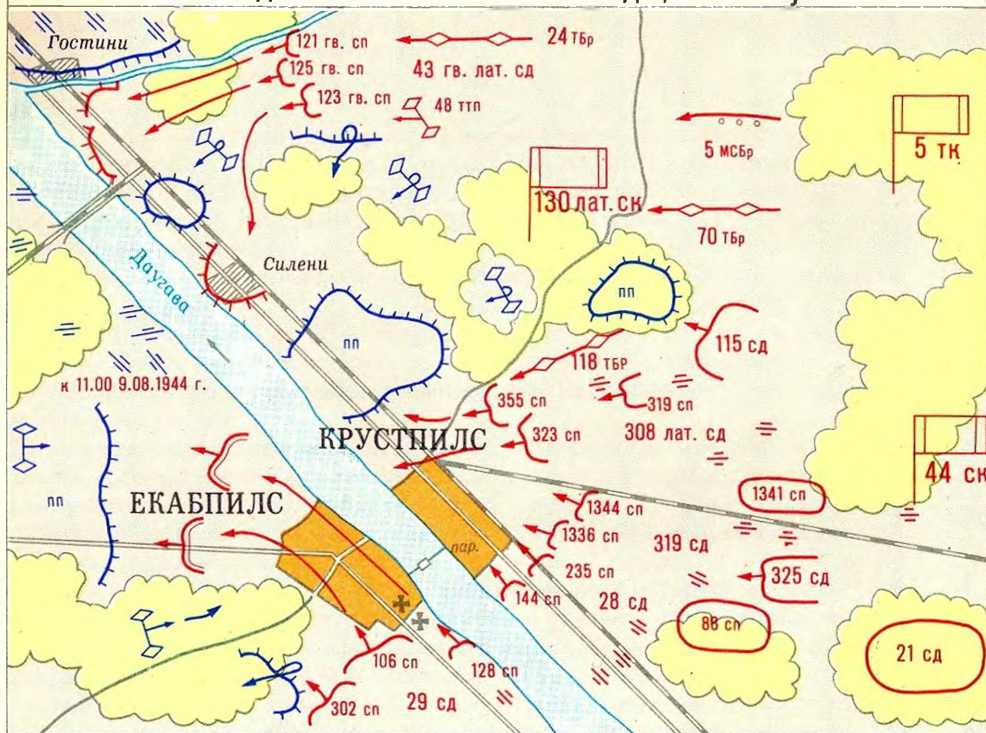 Гостини
121 гв. сп
24 ТБр
125 гв. сп
43 гв. лат. сд
123 гв. сп
48 ттп
5 МСБр
5 тк
130 лат. ск
70 ТБр
Силени
Даугава
пп
пп
115 сд
118 ТБР
к 11.00 9.08.1944 г.
355 сп
319 сп
323 сп
308 лат. сд
КРУСТПИЛС
44 ск
1341 сп
пп
ЕКАБПИЛС
1344 сп
1336 сп
319 сд
пар.
235 сп
325 сд
144 сп
28 сд
88 сп
106 сп
128 сп
21 сд
302 сп
29 сд